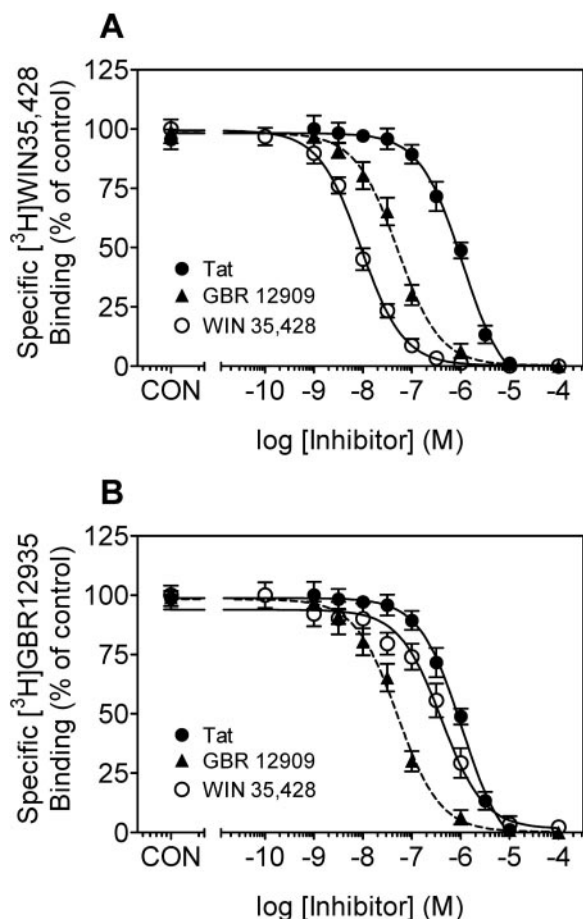 A
Specific [³H]WIN35,428
Binding (% of control)
125
100
75
50
25
0
Tat
GBR 12909
WIN 35,428
CON
-10
-9
-8
-7
-6
-5
-4
log [Inhibitor] (M)
B
Specific [³H]GBR12935
Binding (% of control)
125
100
75
50
25
0
Tat
GBR 12909
WIN 35,428
CON
-10
-9
-8
-7
-6
-5
-4
log [Inhibitor] (M)